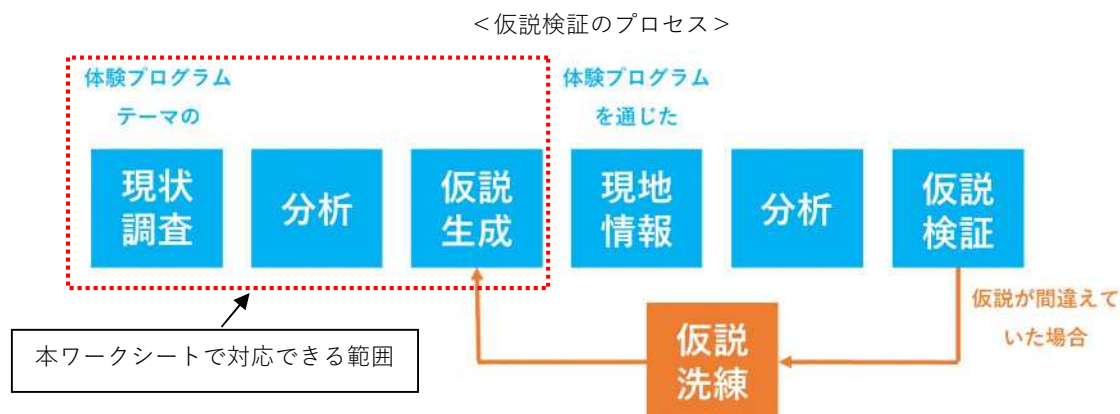 ＜仮説検証のプロセス＞
体験プログラム
テーマの
体験プログラム
を通じた
現状
調査
分析
仮説
生成
現地
情報
分析
仮説
検証
仮説が間違えて
いた場合
本ワークシートで対応できる範囲
仮説
洗練